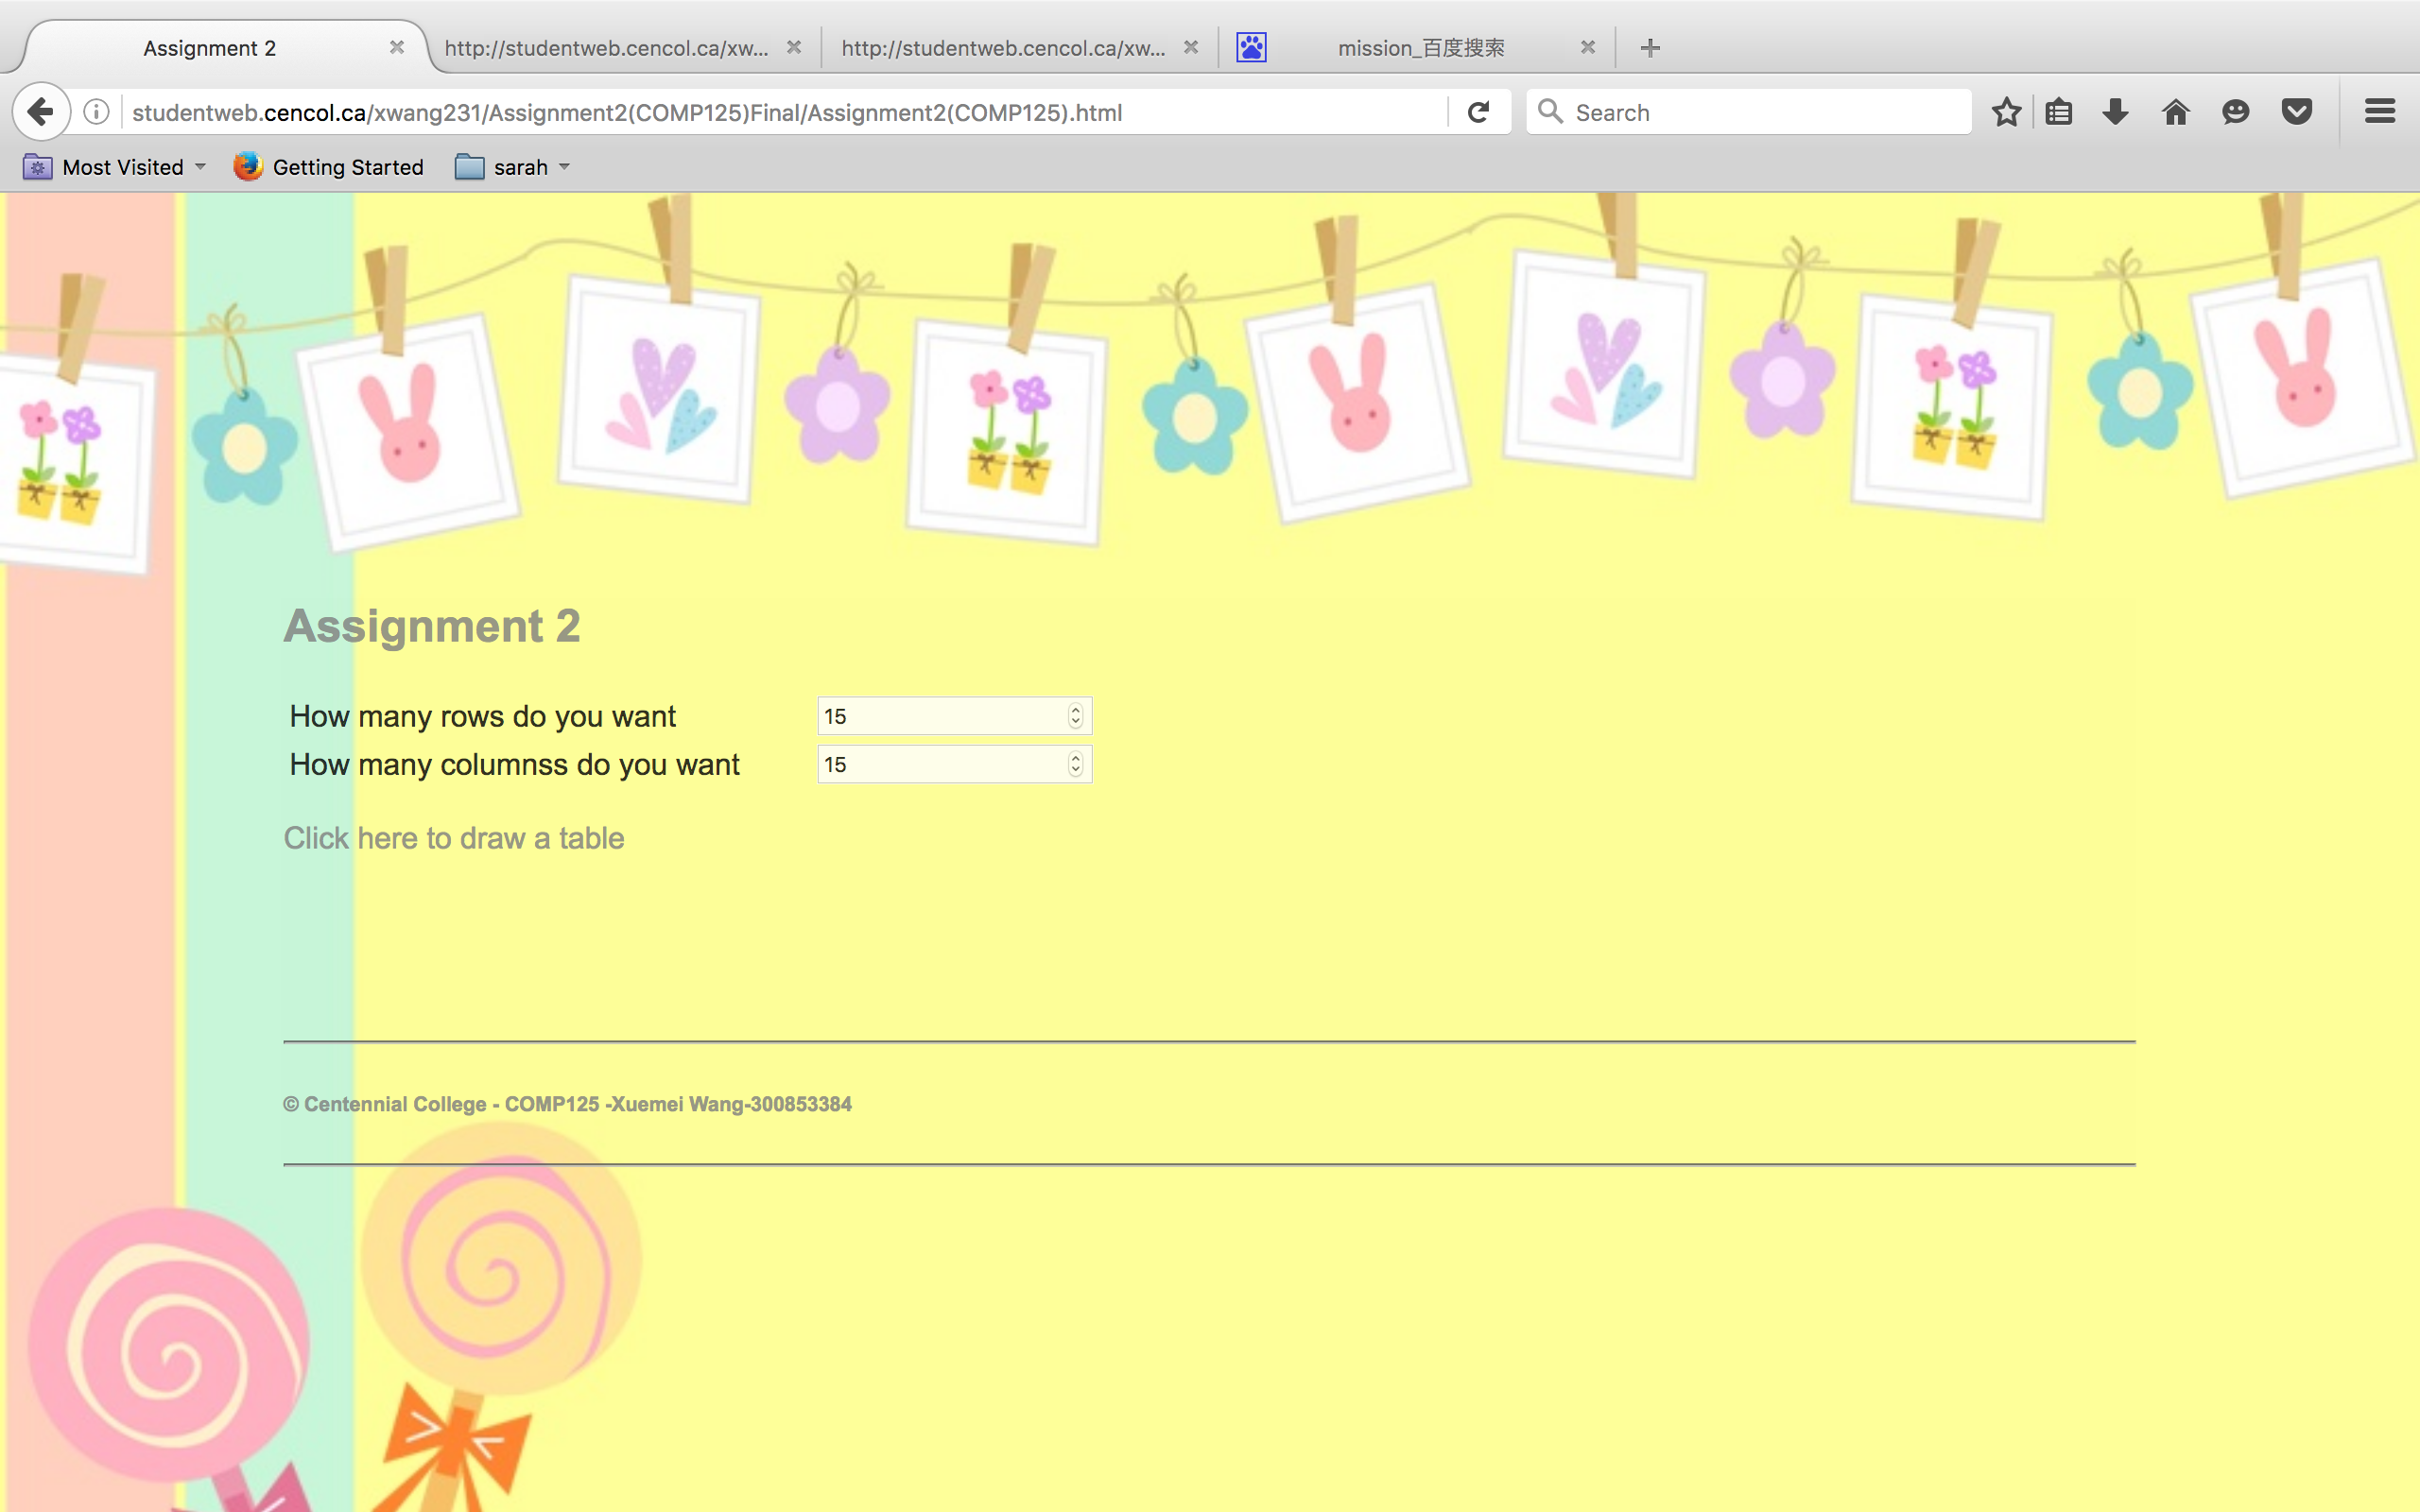 Assignment 2
http://studentweb.cencol.ca/xw...
http://studentweb.cencol.ca/xw...
mission_百度搜索
studentweb.cencol.ca/xwang231/Assignment2(COMP125)Final/Assignment2(COMP125).html
Search
Most Visited
Getting Started
sarah
Assignment 2
How many rows do you want
15
How many columnss do you want
15
Click here to draw a table
© Centennial College - COMP125 -Xuemei Wang-300853384